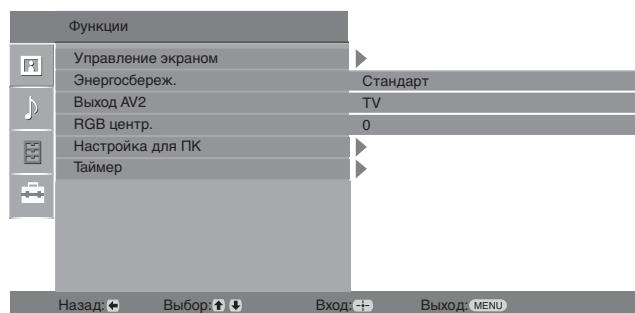 Функции
Управление экраном
Энергосбереж. Стандарт
Выход AV2 TV
RGB центр. 0
Настройка для ПК
Таймер
Назад: Выбор: Вход: Выход: MENU